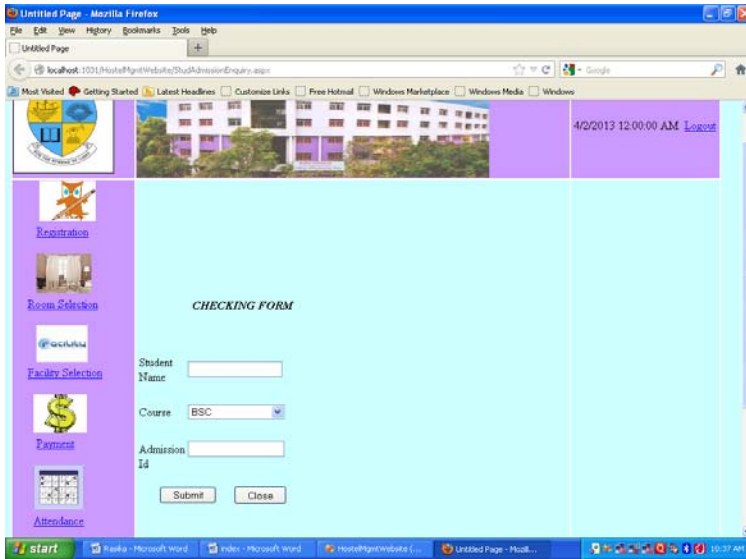 Untitled Page - Mozilla Firefox
File Edit View History Bookmarks Tools Help
Untitled Page +
localhost:1031/HostelMgmtWebsite/StudAdmissionEnquiry.aspx Google
Most Visited Getting Started Latest Headlines Customize Links Free Hotmail Windows Marketplace Windows Media Windows
4/2/2013 12:00:00 AM Logout
Registration
Room Selection
CHECKING FORM
Facility
Facility Selection
Student
Name
Course BSC
Payment
Admission
Id
Submit Close
Attendance
start Rasika - Microsoft Word index - Microsoft Word HostelMgmtWebsite (... Untitled Page - Mozill... 10:37 AM